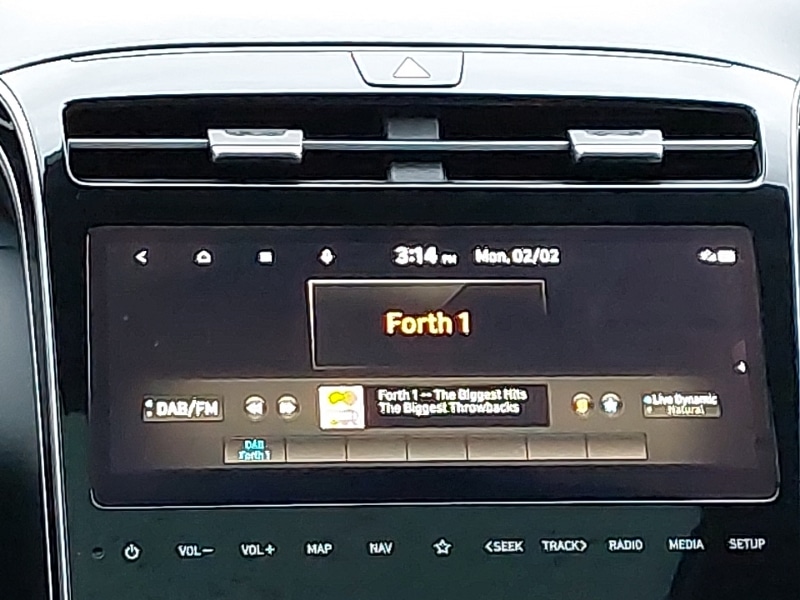 3:14 PM Mon. 02/02
Forth 1
DAB/FM
Forth 1 -- The Biggest Hits
The Biggest Throwbacks
Live Dynamic
Natural
DAB
Forth 1
VOL− VOL+ MAP NAV <SEEK TRACK> RADIO MEDIA SETUP